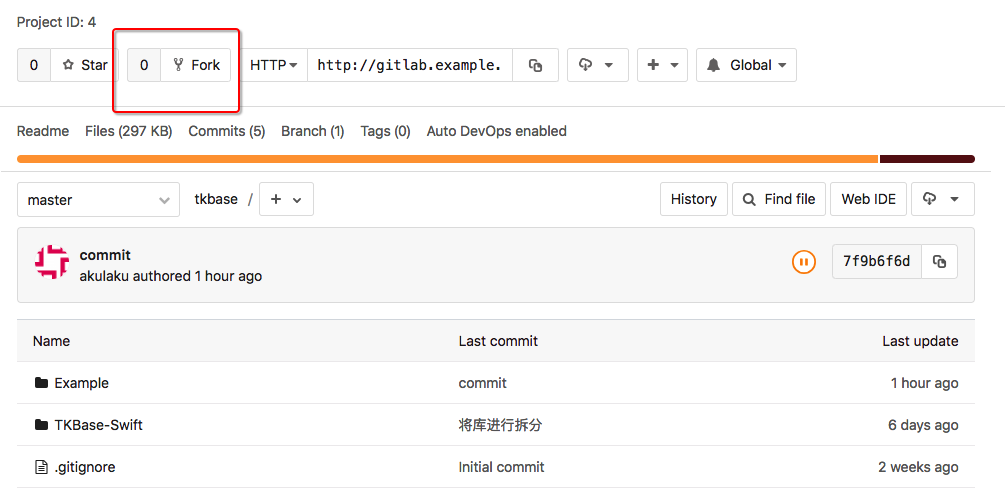 Project ID: 4
0 Star 0 Fork HTTP http://gitlab.example. Global
Readme Files (297 KB) Commits (5) Branch (1) Tags (0) Auto DevOps enabled
master tkbase / + History Find file Web IDE
commit
akulaku authored 1 hour ago 7f9b6f6d
Name Last commit Last update
Example commit 1 hour ago
TKBase-Swift 将库进行拆分 6 days ago
.gitignore Initial commit 2 weeks ago